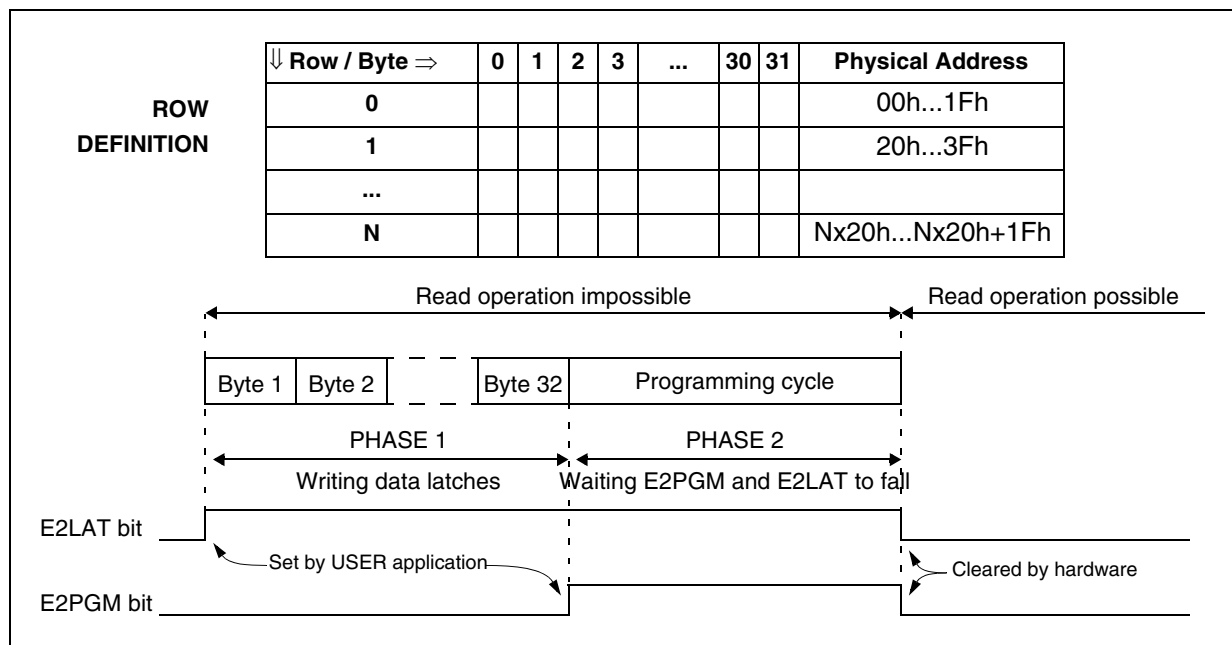 ⇓ Row / Byte ⇒ 0 1 2 3 ... 30 31 Physical Address
ROW
DEFINITION
0 00h...1Fh
1 20h...3Fh
...
N Nx20h...Nx20h+1Fh
Read operation impossible Read operation possible
Byte 1 Byte 2 Byte 32 Programming cycle
PHASE 1 PHASE 2
Writing data latches Waiting E2PGM and E2LAT to fall
E2LAT bit
Set by USER application Cleared by hardware
E2PGM bit